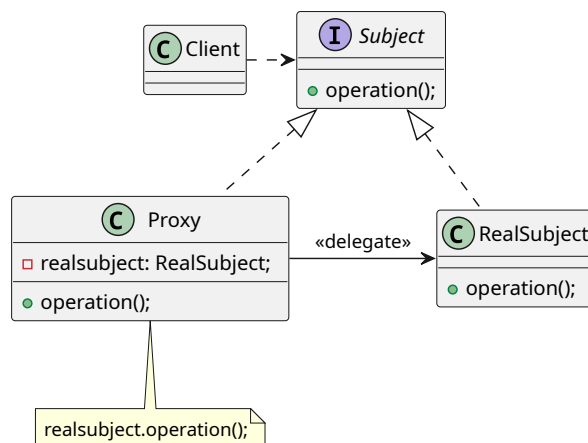 C Client
I Subject
+ operation();
C Proxy
realsubject: RealSubject;
operation();
«delegate»
C RealSubject
operation();
realsubject.operation();